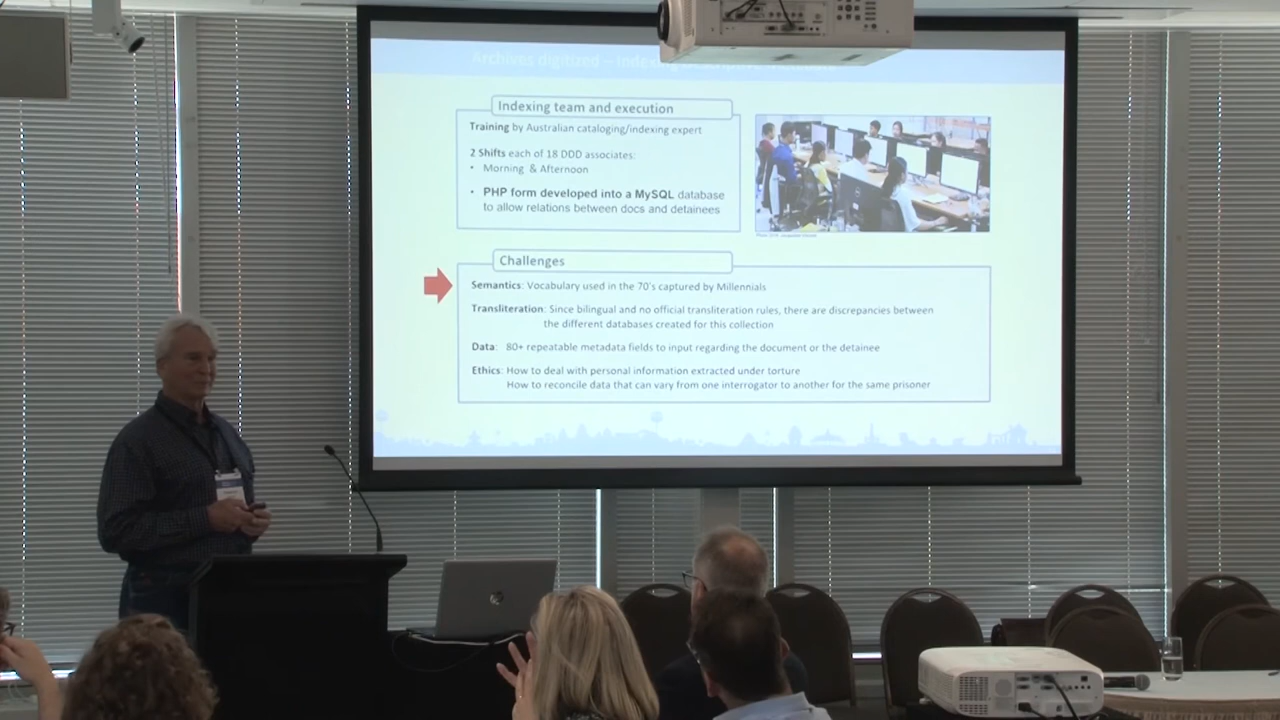 Archives digitized – Indexing
Indexing team and execution
Training by Australian cataloging/indexing expert
2 Shifts each of 18 DDD associates:
• Morning & Afternoon
• PHP form developed into a MySQL database
to allow relations between docs and detainees
Challenges
Semantics: Vocabulary used in the 70's captured by Millennials
Transliteration: Since bilingual and no official transliteration rules, there are discrepancies between
the different databases created for this collection
Data: 80+ repeatable metadata fields to input regarding the document or the detainee
Ethics: How to deal with personal information extracted under torture
How to reconcile data that can vary from one interrogator to another for the same prisoner